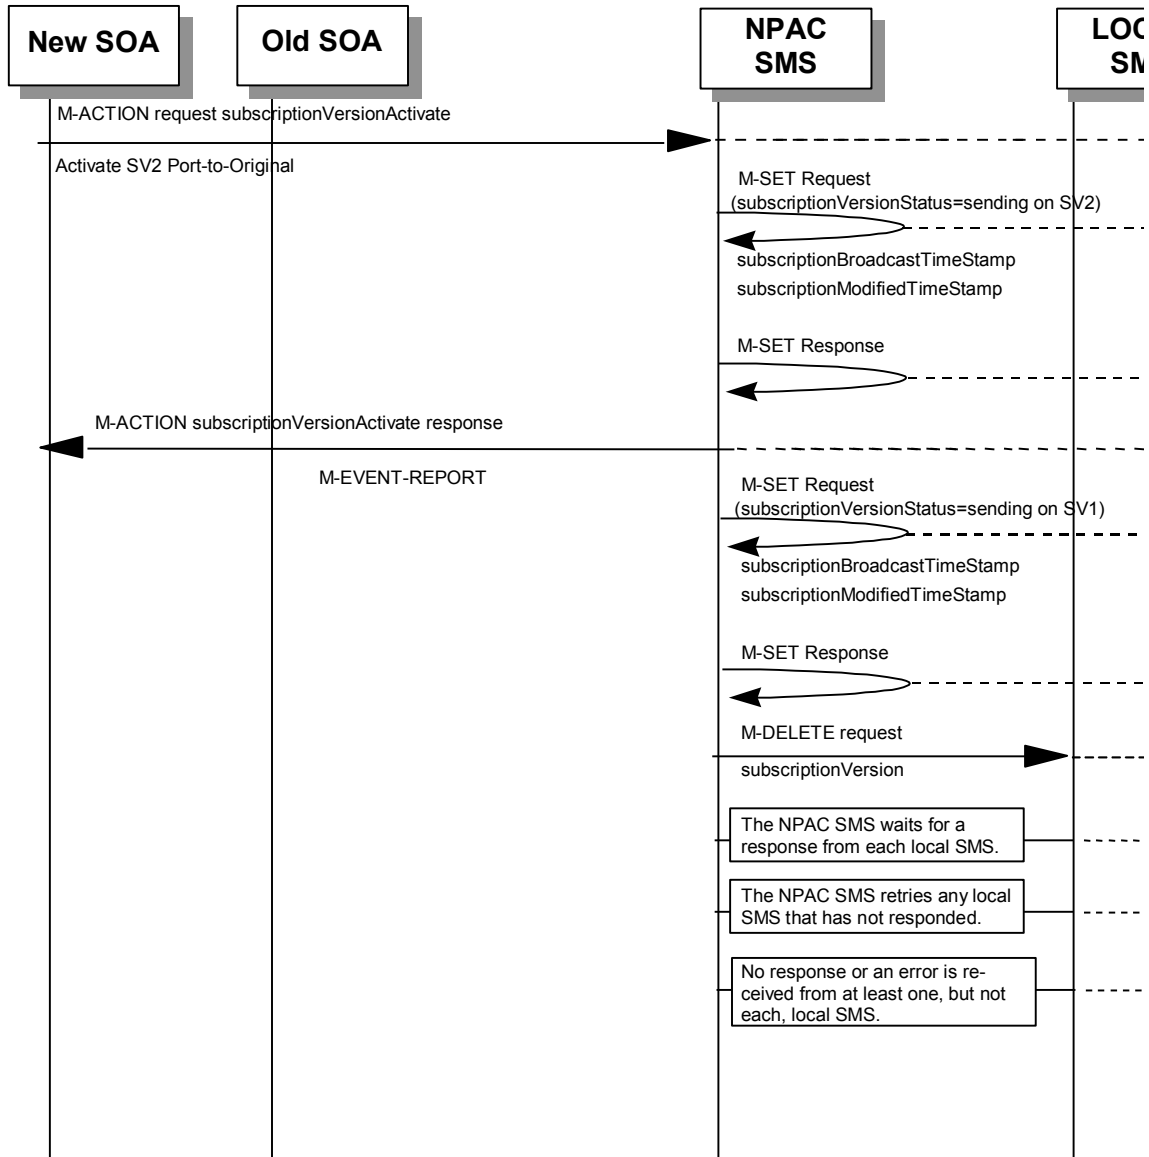 New SOA
Old SOA
NPAC
SMS
LOC
SM
M-ACTION request subscriptionVersionActivate
Activate SV2 Port-to-Original
M-SET Request
(subscriptionVersionStatus=sending on SV2)
subscriptionBroadcastTimeStamp
subscriptionModifiedTimeStamp
M-SET Response
M-ACTION subscriptionVersionActivate response
M-EVENT-REPORT
M-SET Request
(subscriptionVersionStatus=sending on SV1)
subscriptionBroadcastTimeStamp
subscriptionModifiedTimeStamp
M-SET Response
M-DELETE request
subscriptionVersion
The NPAC SMS waits for a
response from each local SMS.
The NPAC SMS retries any local
SMS that has not responded.
No response or an error is re-
ceived from at least one, but not
each, local SMS.